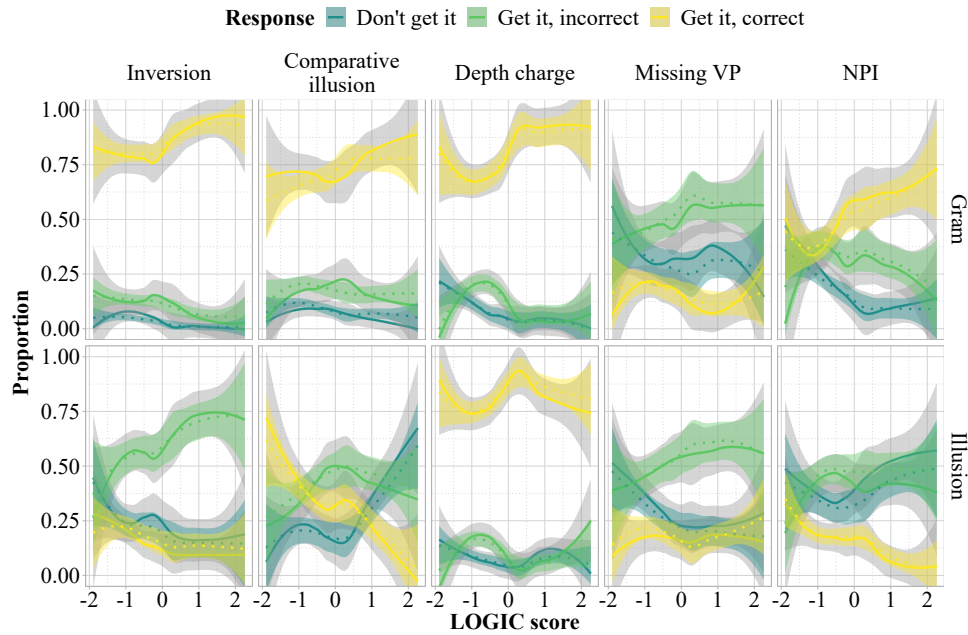 Response Don't get it Get it, incorrect Get it, correct
Inversion Comparative illusion Depth charge Missing VP NPI
1.00
0.75
0.50
0.25
0.00
Gram
1.00
0.75
0.50
0.25
0.00
Illusion
Proportion
-2 -1 0 1 2 -2 -1 0 1 2 -2 -1 0 1 2 -2 -1 0 1 2 -2 -1 0 1 2
LOGIC score